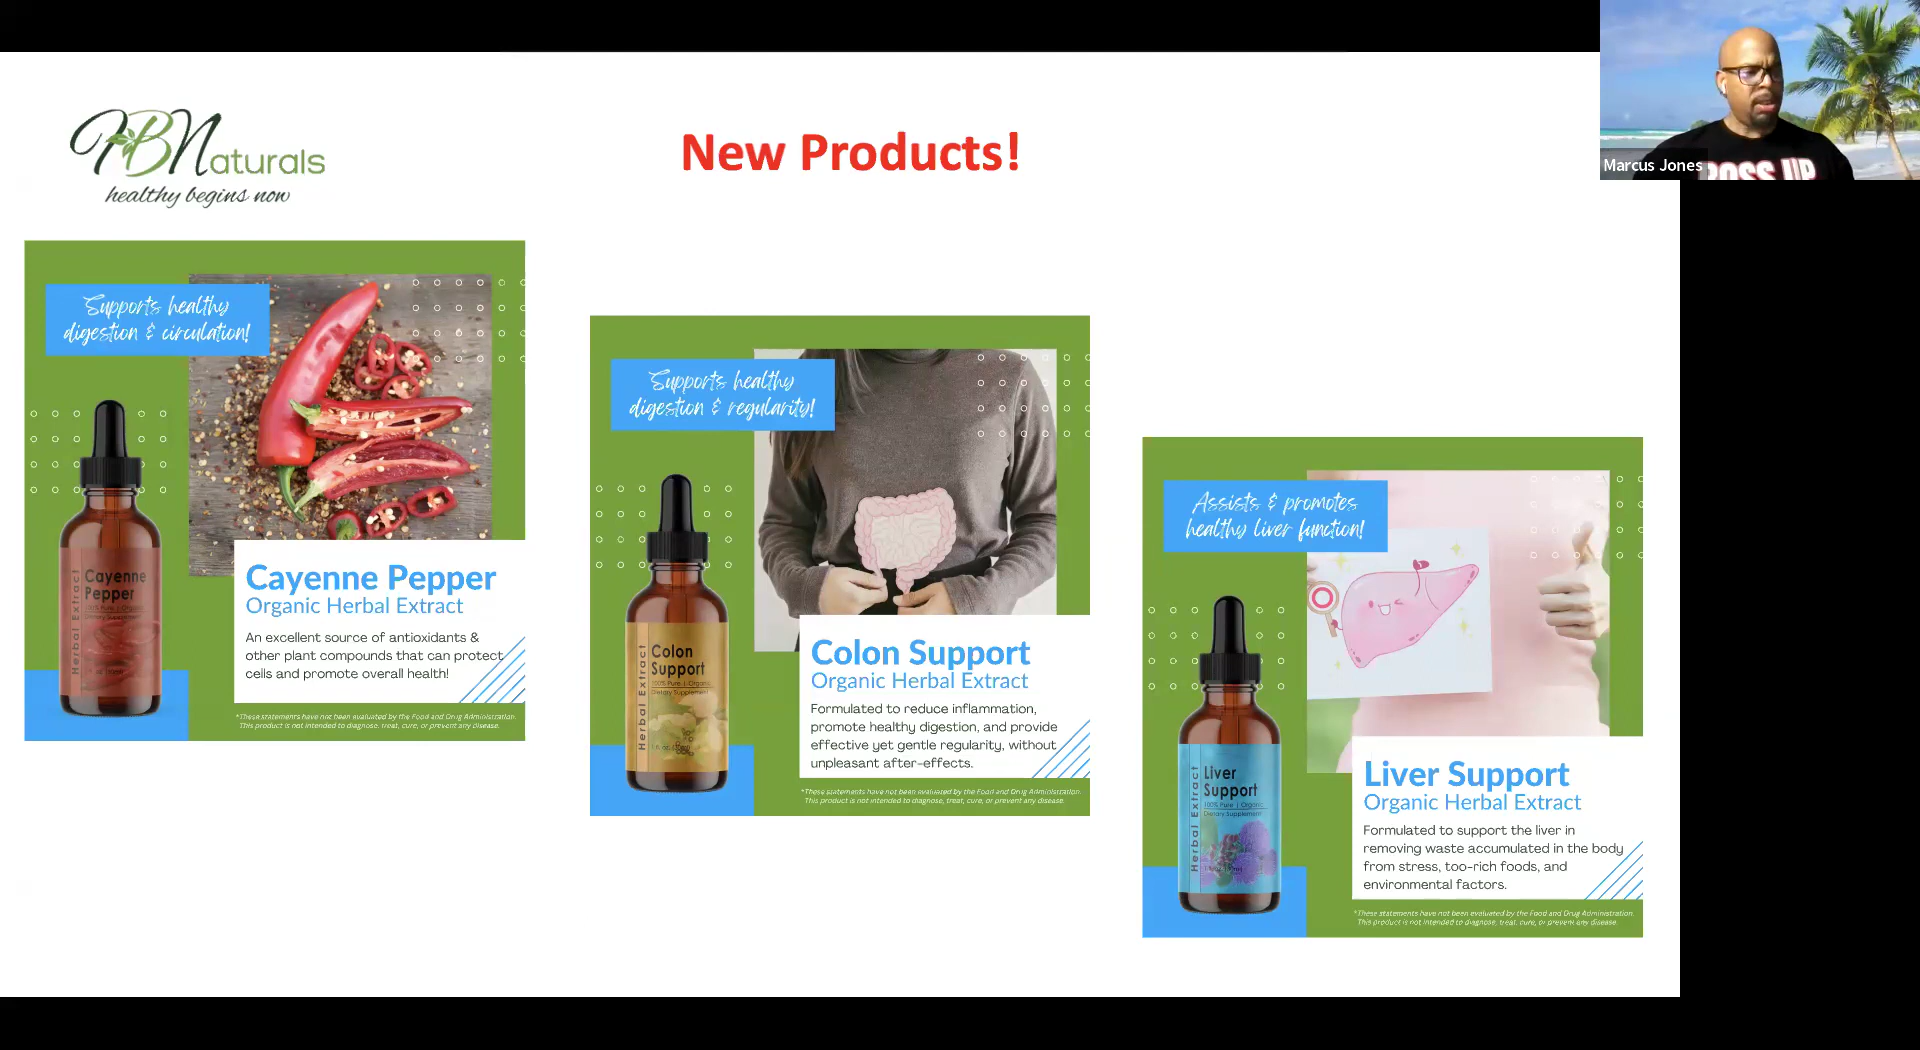 HBNaturals
healthy begins now
New Products!
Marcus Jones
BOSS UP
Supports healthy
digestion & circulation!
Herbal Extract
Cayenne
Pepper
100% Pure | Organic
Dietary Supplement
Cayenne Pepper
Organic Herbal Extract
An excellent source of antioxidants &
other plant compounds that can protect
cells and promote overall health!
*These statements have not been evaluated by the Food and Drug Administration.
This product is not intended to diagnose, treat, cure, or prevent any disease.
Supports healthy
digestion & regularity!
Herbal Extract
Colon
Support
100% Pure | Organic
Dietary Supplement
Colon Support
Organic Herbal Extract
Formulated to reduce inflammation,
promote healthy digestion, and provide
effective yet gentle regularity, without
unpleasant after-effects.
*These statements have not been evaluated by the Food and Drug Administration.
This product is not intended to diagnose, treat, cure, or prevent any disease.
Assists & promotes
healthy liver function!
Herbal Extract
Liver
Support
100% Pure | Organic
Dietary Supplement
Liver Support
Organic Herbal Extract
Formulated to support the liver in
removing waste accumulated in the body
from stress, too-rich foods, and
environmental factors.
*These statements have not been evaluated by the Food and Drug Administration.
This product is not intended to diagnose, treat, cure, or prevent any disease.